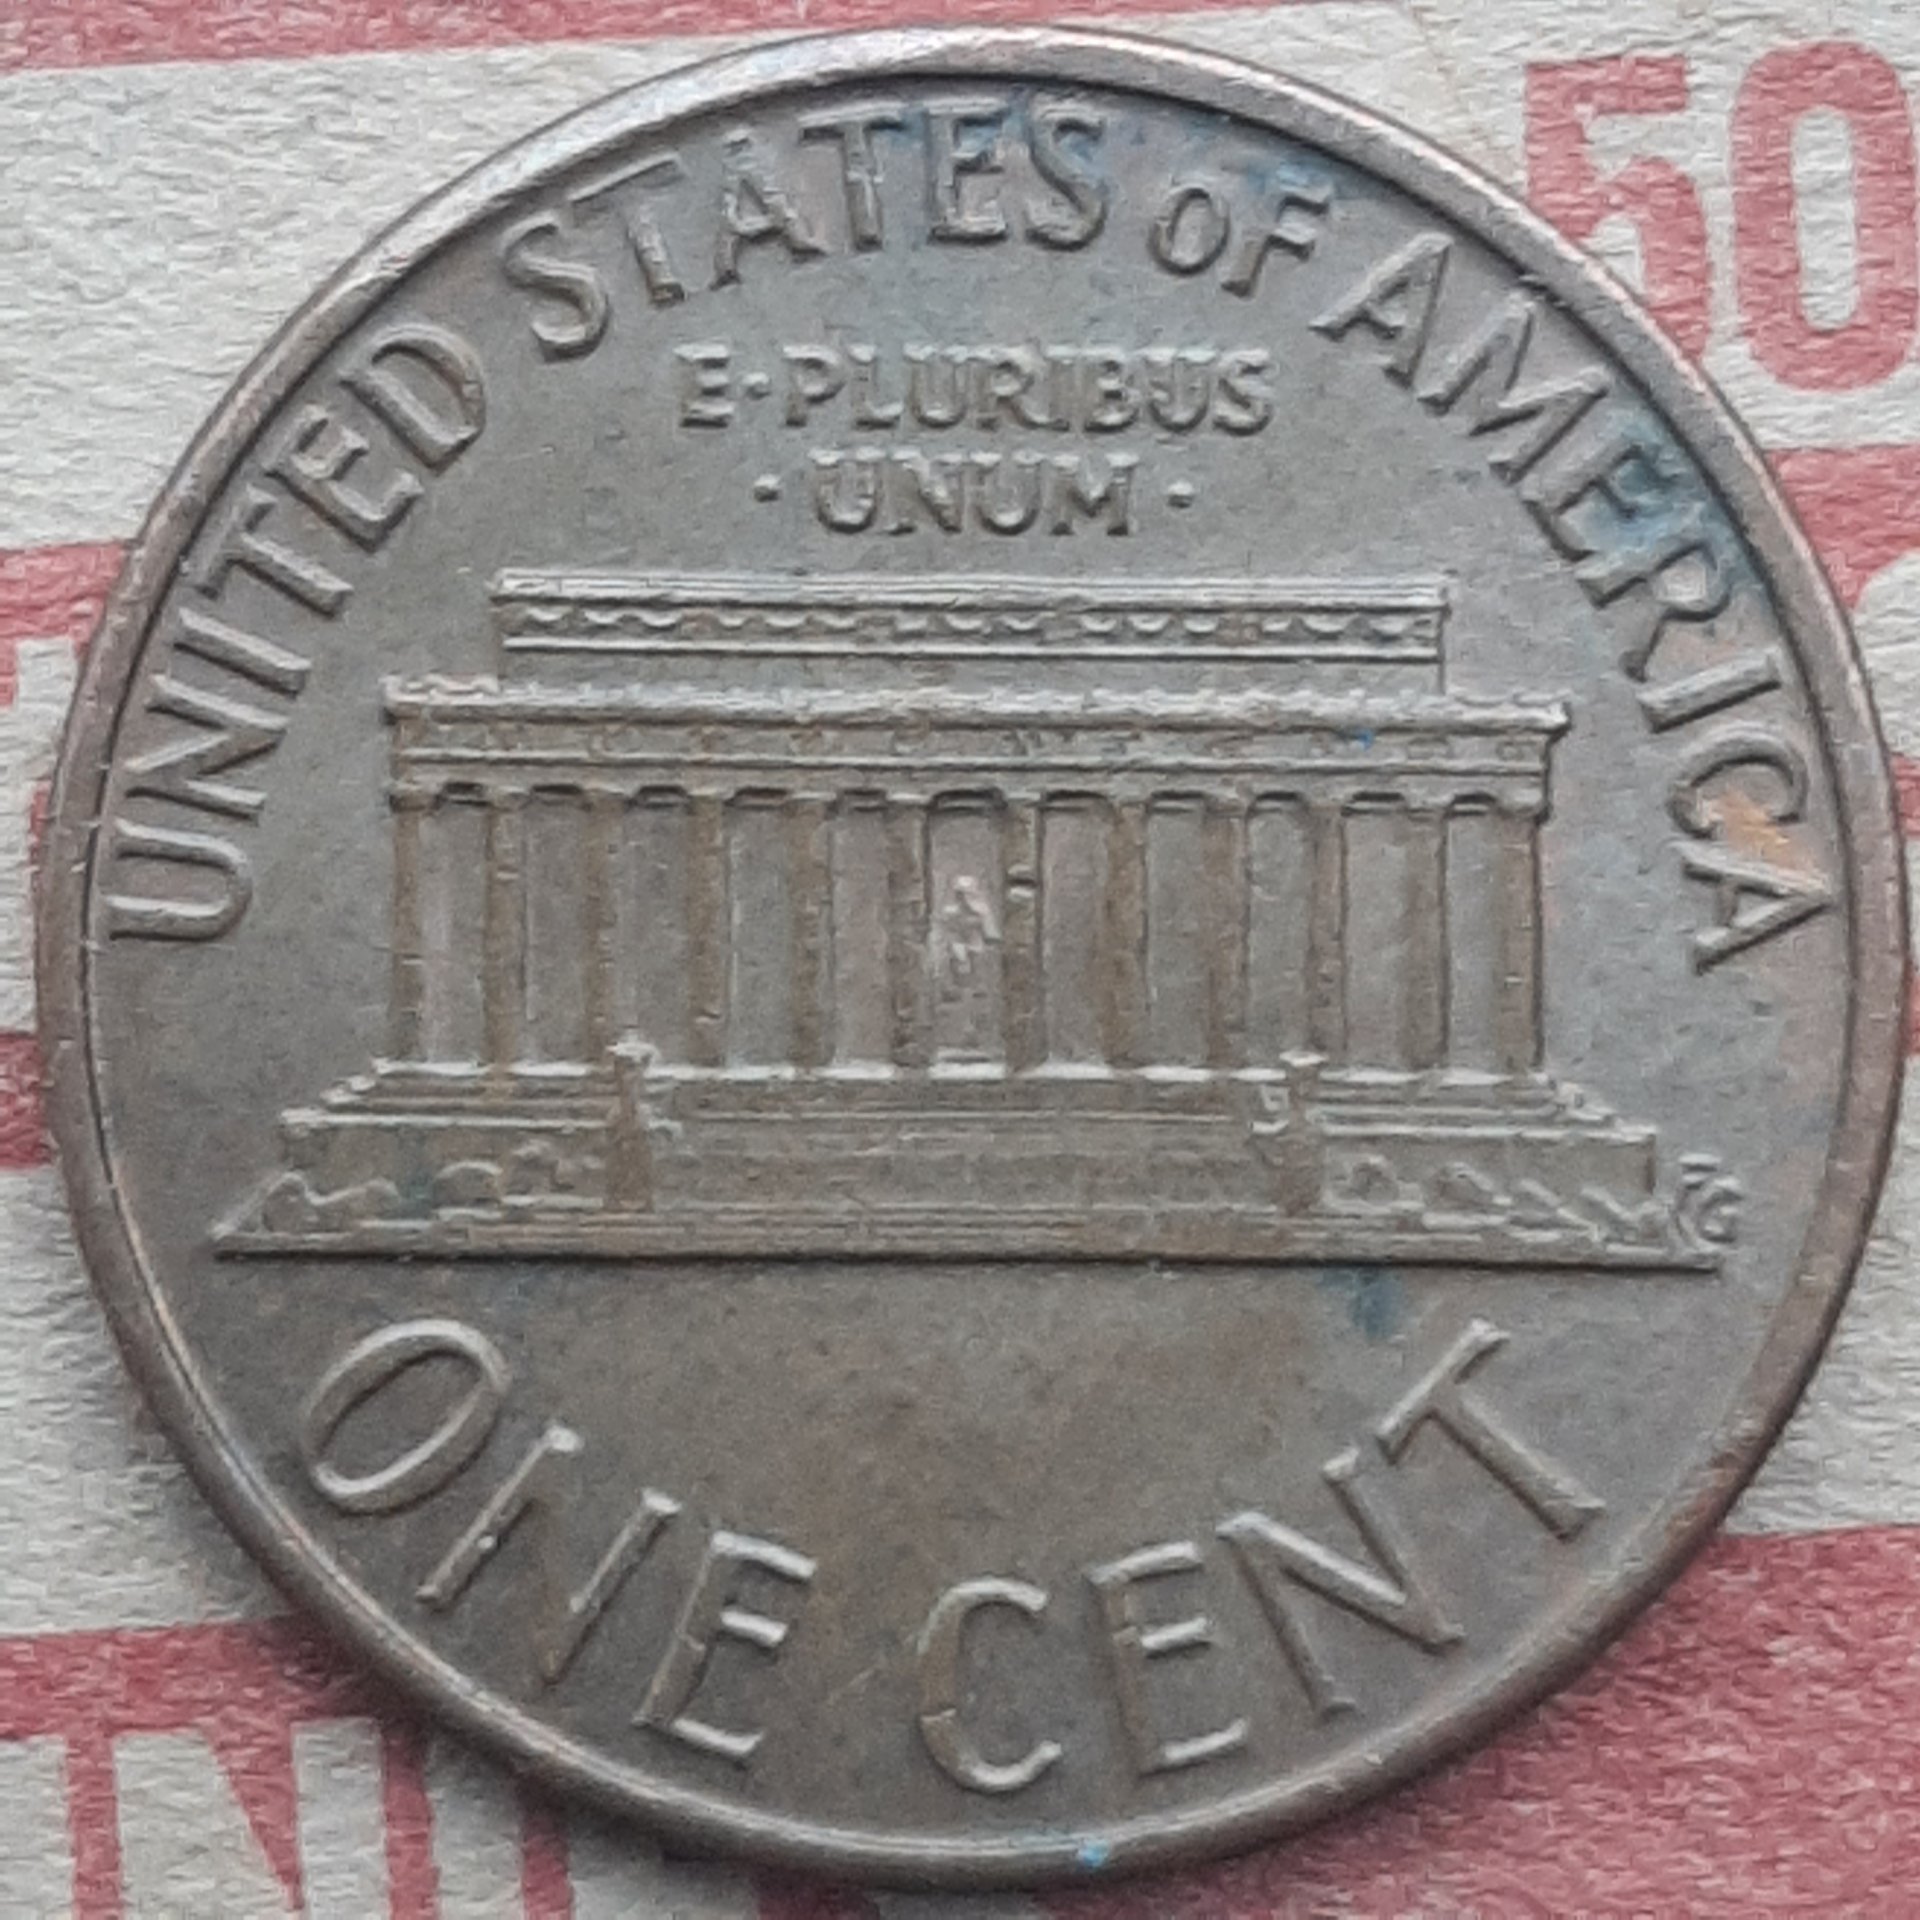 UNITED STATES OF AMERICA
E·PLURIBUS
·UNUM·
FG
ONE CENT
50